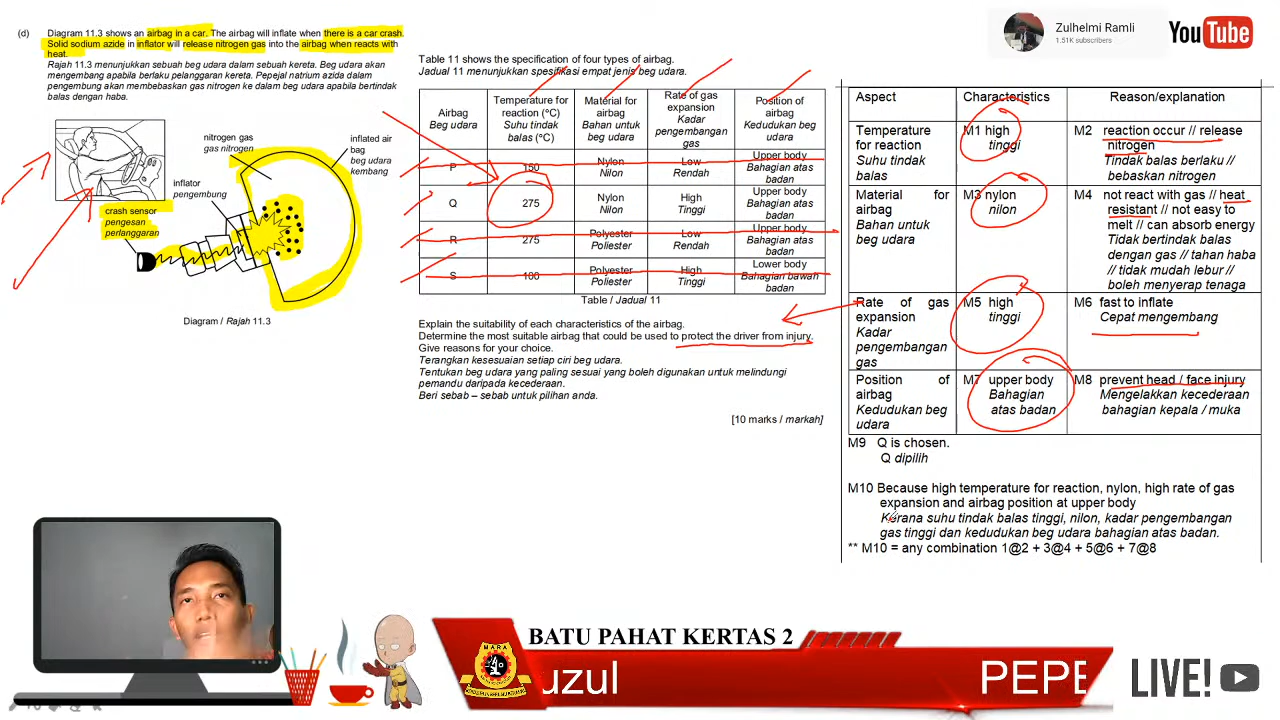 (d) Diagram 11.3 shows an airbag in a car. The airbag will inflate when there is a car crash.
Solid sodium azide in inflator will release nitrogen gas into the airbag when reacts with
heat.
Rajah 11.3 menunjukkan sebuah beg udara dalam sebuah kereta. Beg udara akan
mengembang apabila berlaku pelanggaran kereta. Pepejal natrium azida dalam
pengembung akan membebaskan gas nitrogen ke dalam beg udara apabila bertindak
balas dengan haba.
nitrogen gas
gas nitrogen
inflated air
bag
beg udara
kembang
inflator
pengembung
crash sensor
pengesan
perlanggaran
Diagram / Rajah 11.3
Table 11 shows the specification of four types of airbag.
Jadual 11 menunjukkan spesifikasi empat jenis beg udara.
Airbag
Beg udara
Temperature for
reaction (°C)
Suhu tindak
balas (°C)
Material for
airbag
Bahan untuk
beg udara
Rate of gas
expansion
Kadar
pengembangan
gas
Position of
airbag
Kedudukan beg
udara
P
150
Nylon
Nilon
Low
Rendah
Upper body
Bahagian atas
badan
Q
275
Nylon
Nilon
High
Tinggi
Upper body
Bahagian atas
badan
R
275
Polyester
Poliester
Low
Rendah
Upper body
Bahagian atas
badan
S
180
Polyester
Poliester
High
Tinggi
Lower body
Bahagian bawah
badan
Table / Jadual 11
Explain the suitability of each characteristics of the airbag.
Determine the most suitable airbag that could be used to protect the driver from injury.
Give reasons for your choice.
Terangkan kesesuaian setiap ciri beg udara.
Tentukan beg udara yang paling sesuai yang boleh digunakan untuk melindungi
pemandu daripada kecederaan.
Beri sebab – sebab untuk pilihan anda.
[10 marks / markah]
Zulhelmi Ramli
1.51K subscribers
YouTube
Aspect
Characteristics
Reason/explanation
Temperature
for reaction
Suhu tindak
balas
M1 high
tinggi
M2 reaction occur // release
nitrogen
Tindak balas berlaku //
bebaskan nitrogen
Material for
airbag
Bahan untuk
beg udara
M3 nylon
nilon
M4 not react with gas // heat
resistant // not easy to
melt // can absorb energy
Tidak bertindak balas
dengan gas // tahan haba
// tidak mudah lebur //
boleh menyerap tenaga
Rate of gas
expansion
Kadar
pengembangan
gas
M5 high
tinggi
M6 fast to inflate
Cepat mengembang
Position of
airbag
Kedudukan beg
udara
M7 upper body
Bahagian
atas badan
M8 prevent head / face injury
Mengelakkan kecederaan
bahagian kepala / muka
M9 Q is chosen.
Q dipilih
M10 Because high temperature for reaction, nylon, high rate of gas
expansion and airbag position at upper body
Kerana suhu tindak balas tinggi, nilon, kadar pengembangan
gas tinggi dan kedudukan beg udara bahagian atas badan.
** M10 = any combination 1@2 + 3@4 + 5@6 + 7@8
BATU PAHAT KERTAS 2
MARA
uzul
PEPE
LIVE!